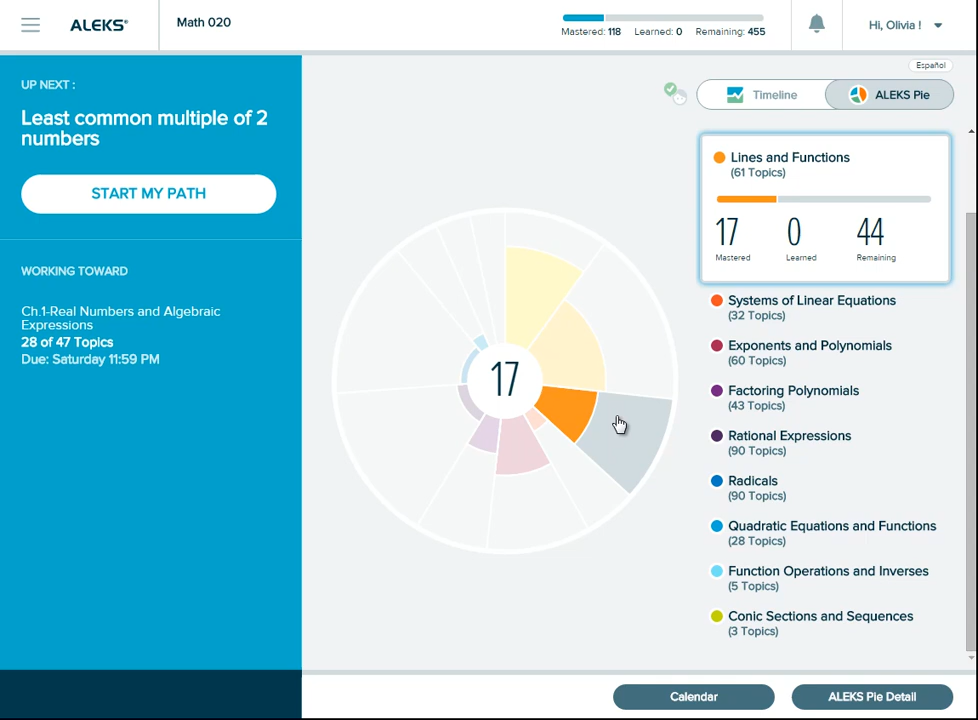 ALEKS®
Math 020
Mastered: 118 Learned: 0 Remaining: 455
Hi, Olivia !
Español
UP NEXT :
Least common multiple of 2
numbers
START MY PATH
WORKING TOWARD
Ch.1-Real Numbers and Algebraic
Expressions
28 of 47 Topics
Due: Saturday 11:59 PM
Timeline
ALEKS Pie
17
Lines and Functions
(61 Topics)
17 0 44
Mastered Learned Remaining
Systems of Linear Equations
(32 Topics)
Exponents and Polynomials
(60 Topics)
Factoring Polynomials
(43 Topics)
Rational Expressions
(90 Topics)
Radicals
(90 Topics)
Quadratic Equations and Functions
(28 Topics)
Function Operations and Inverses
(5 Topics)
Conic Sections and Sequences
(3 Topics)
Calendar
ALEKS Pie Detail